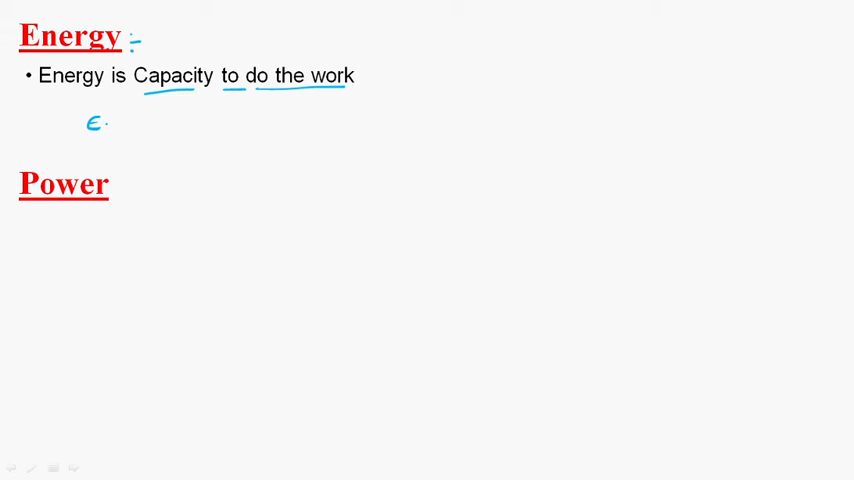 Energy :-
• Energy is Capacity to do the work
E.
Power